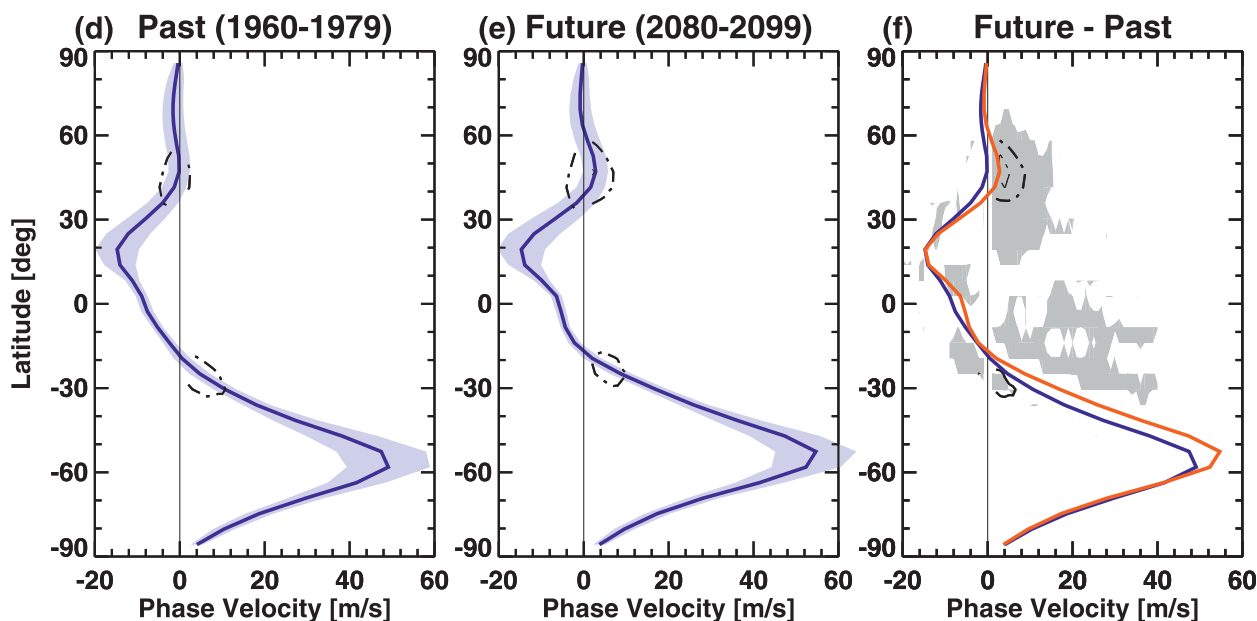 (d) Past (1960-1979)
(e) Future (2080-2099)
(f) Future - Past
90
60
30
0
-30
-60
-90
Latitude [deg]
-20 0 20 40 60
Phase Velocity [m/s]
90
60
30
0
-30
-60
-90
-20 0 20 40 60
Phase Velocity [m/s]
90
60
30
0
-30
-60
-90
-20 0 20 40 60
Phase Velocity [m/s]